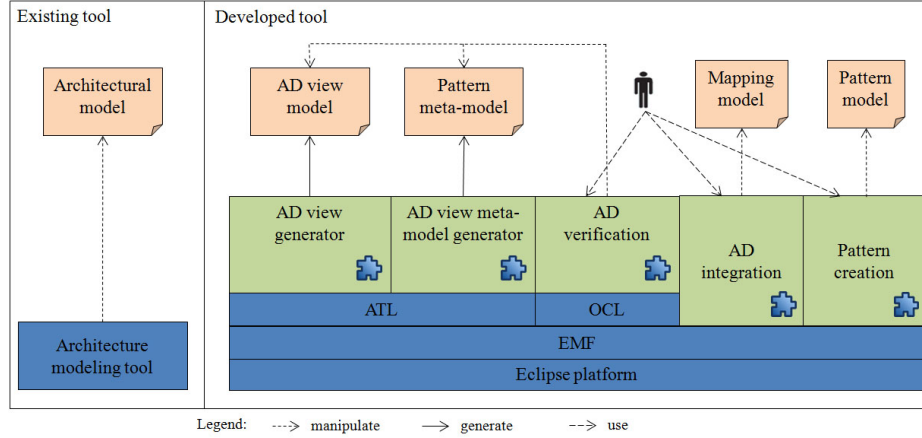 Existing tool
Developed tool
Architectural
model
AD view
model
Pattern
meta-model
Mapping
model
Pattern
model
AD view
generator
AD view meta-
model generator
AD
verification
AD
integration
Pattern
creation
ATL
OCL
Architecture
modeling tool
EMF
Eclipse platform
Legend:
manipulate
generate
use